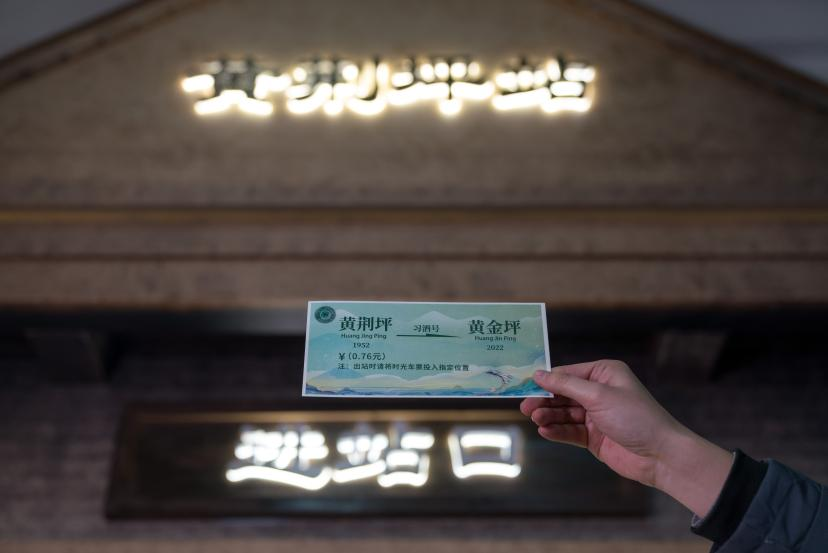 黄荆坪站
黄荆坪 习酒号 黄金坪
Huang Jing Ping Huang Jin Ping
1952 2022
¥(0.76元)
注：出站时请将时光车票投入指定位置
进站口